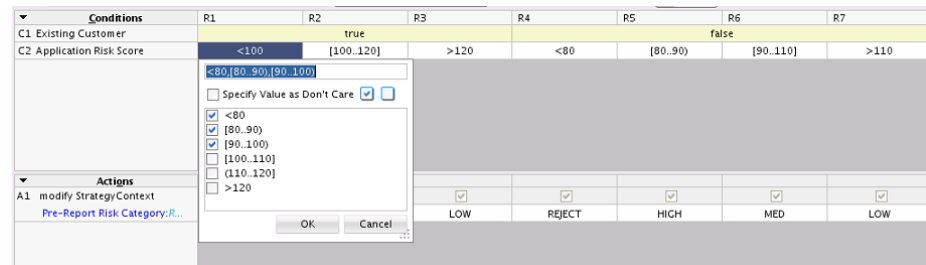 Conditions R1 R2 R3 R4 R5 R6 R7
C1 Existing Customer true false
C2 Application Risk Score <100 [100..120] >120 <80 [80..90) [90..110] >110
<80,[80..90),[90..100)
Specify Value as Don't Care
<80
[80..90)
[90..100)
[100..110]
(110..120]
>120
OK Cancel
Actions
A1 modify StrategyContext
Pre-Report Risk Category:R... LOW REJECT HIGH MED LOW